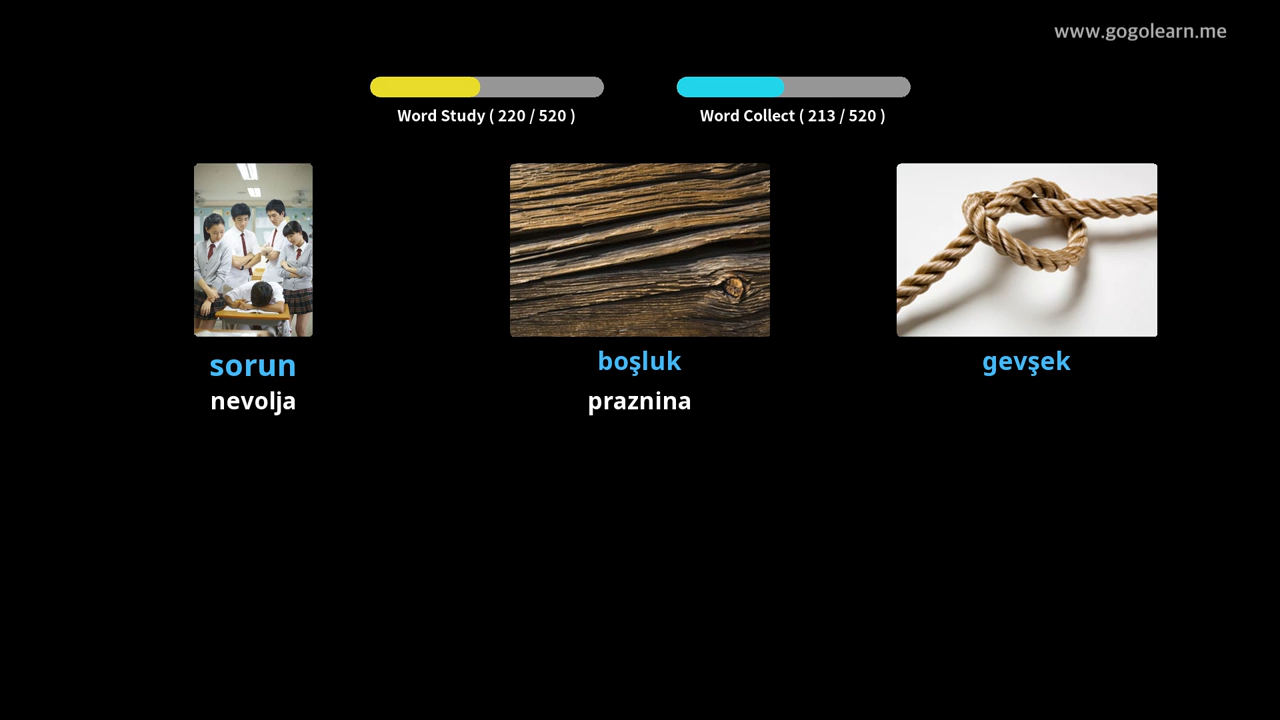 www.gogolearn.me
Word Study ( 220 / 520 )
Word Collect ( 213 / 520 )
sorun
boşluk
gevşek
nevolja
praznina